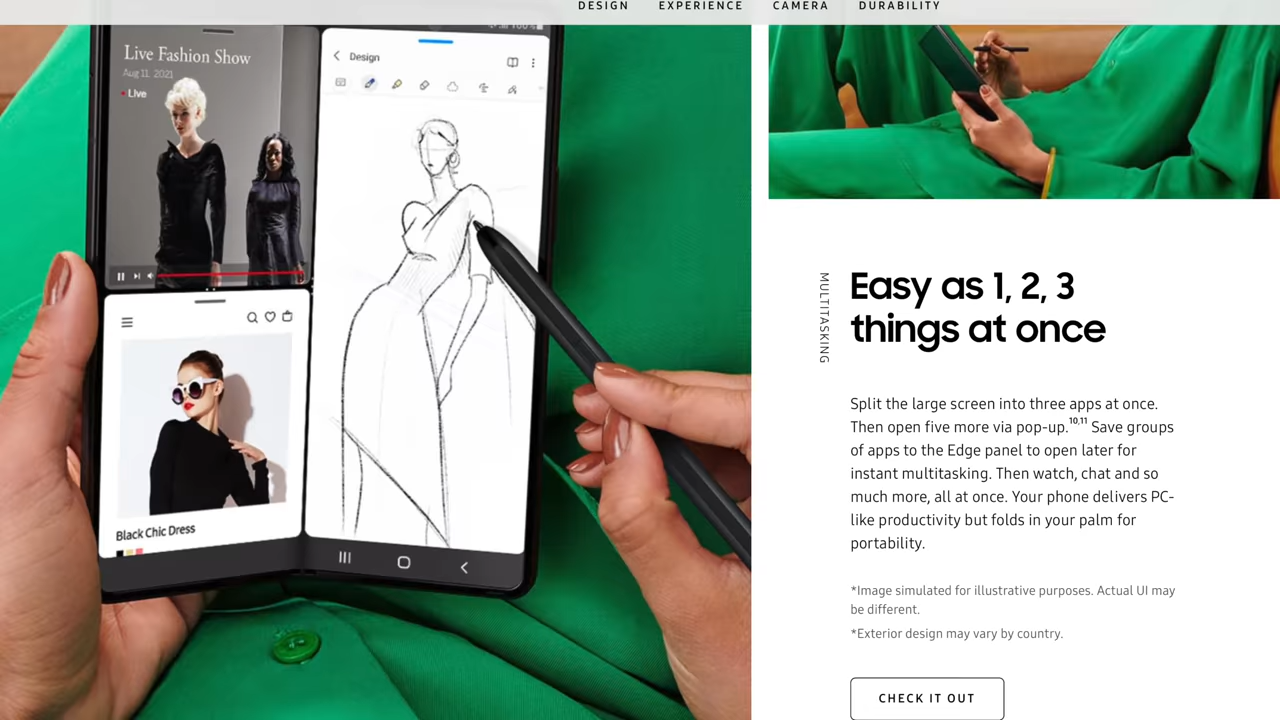 DESIGN EXPERIENCE CAMERA DURABILITY
Live Fashion Show
Aug 11. 2021
Live
Design
Black Chic Dress
MULTITASKING
Easy as 1, 2, 3
things at once
Split the large screen into three apps at once.
Then open five more via pop-up.10,11 Save groups
of apps to the Edge panel to open later for
instant multitasking. Then watch, chat and so
much more, all at once. Your phone delivers PC-
like productivity but folds in your palm for
portability.
*Image simulated for illustrative purposes. Actual UI may
be different.
*Exterior design may vary by country.
CHECK IT OUT